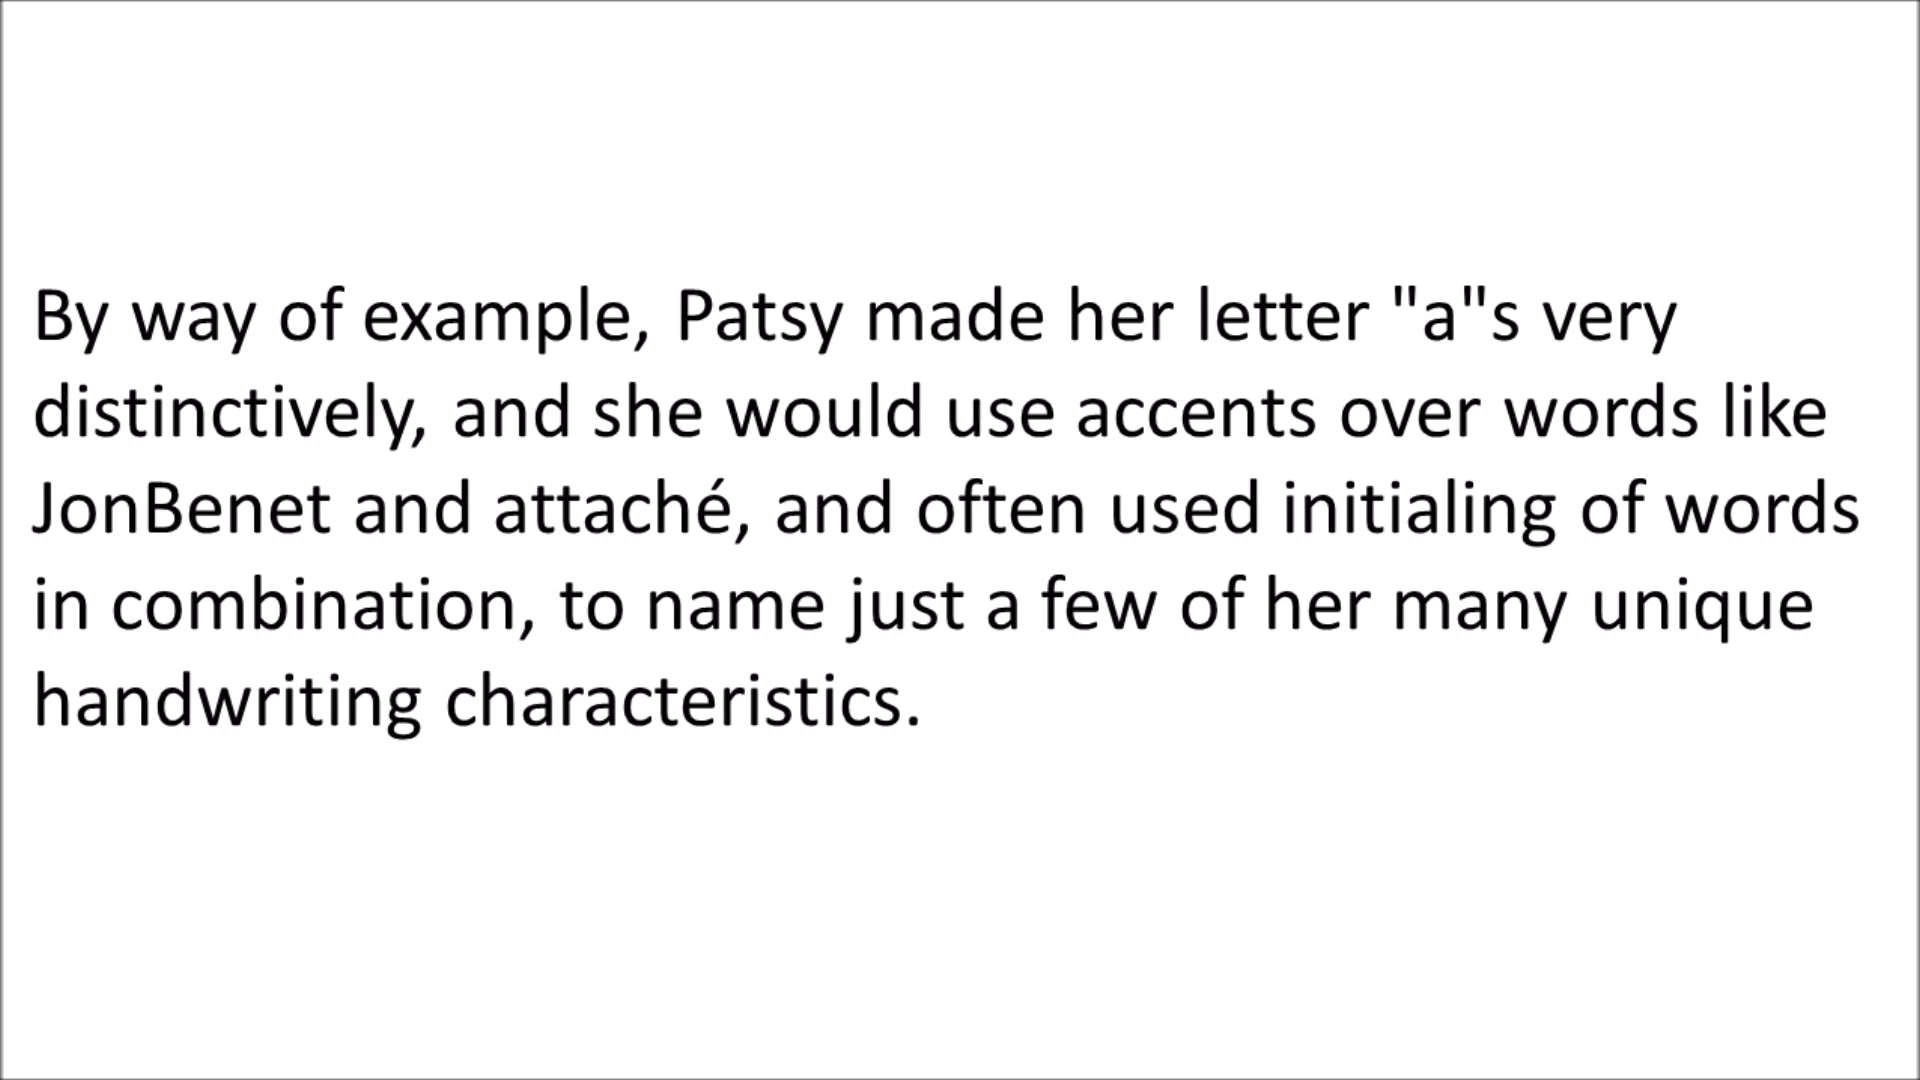 By way of example, Patsy made her letter "a"s very
distinctively, and she would use accents over words like
JonBenet and attaché, and often used initialing of words
in combination, to name just a few of her many unique
handwriting characteristics.